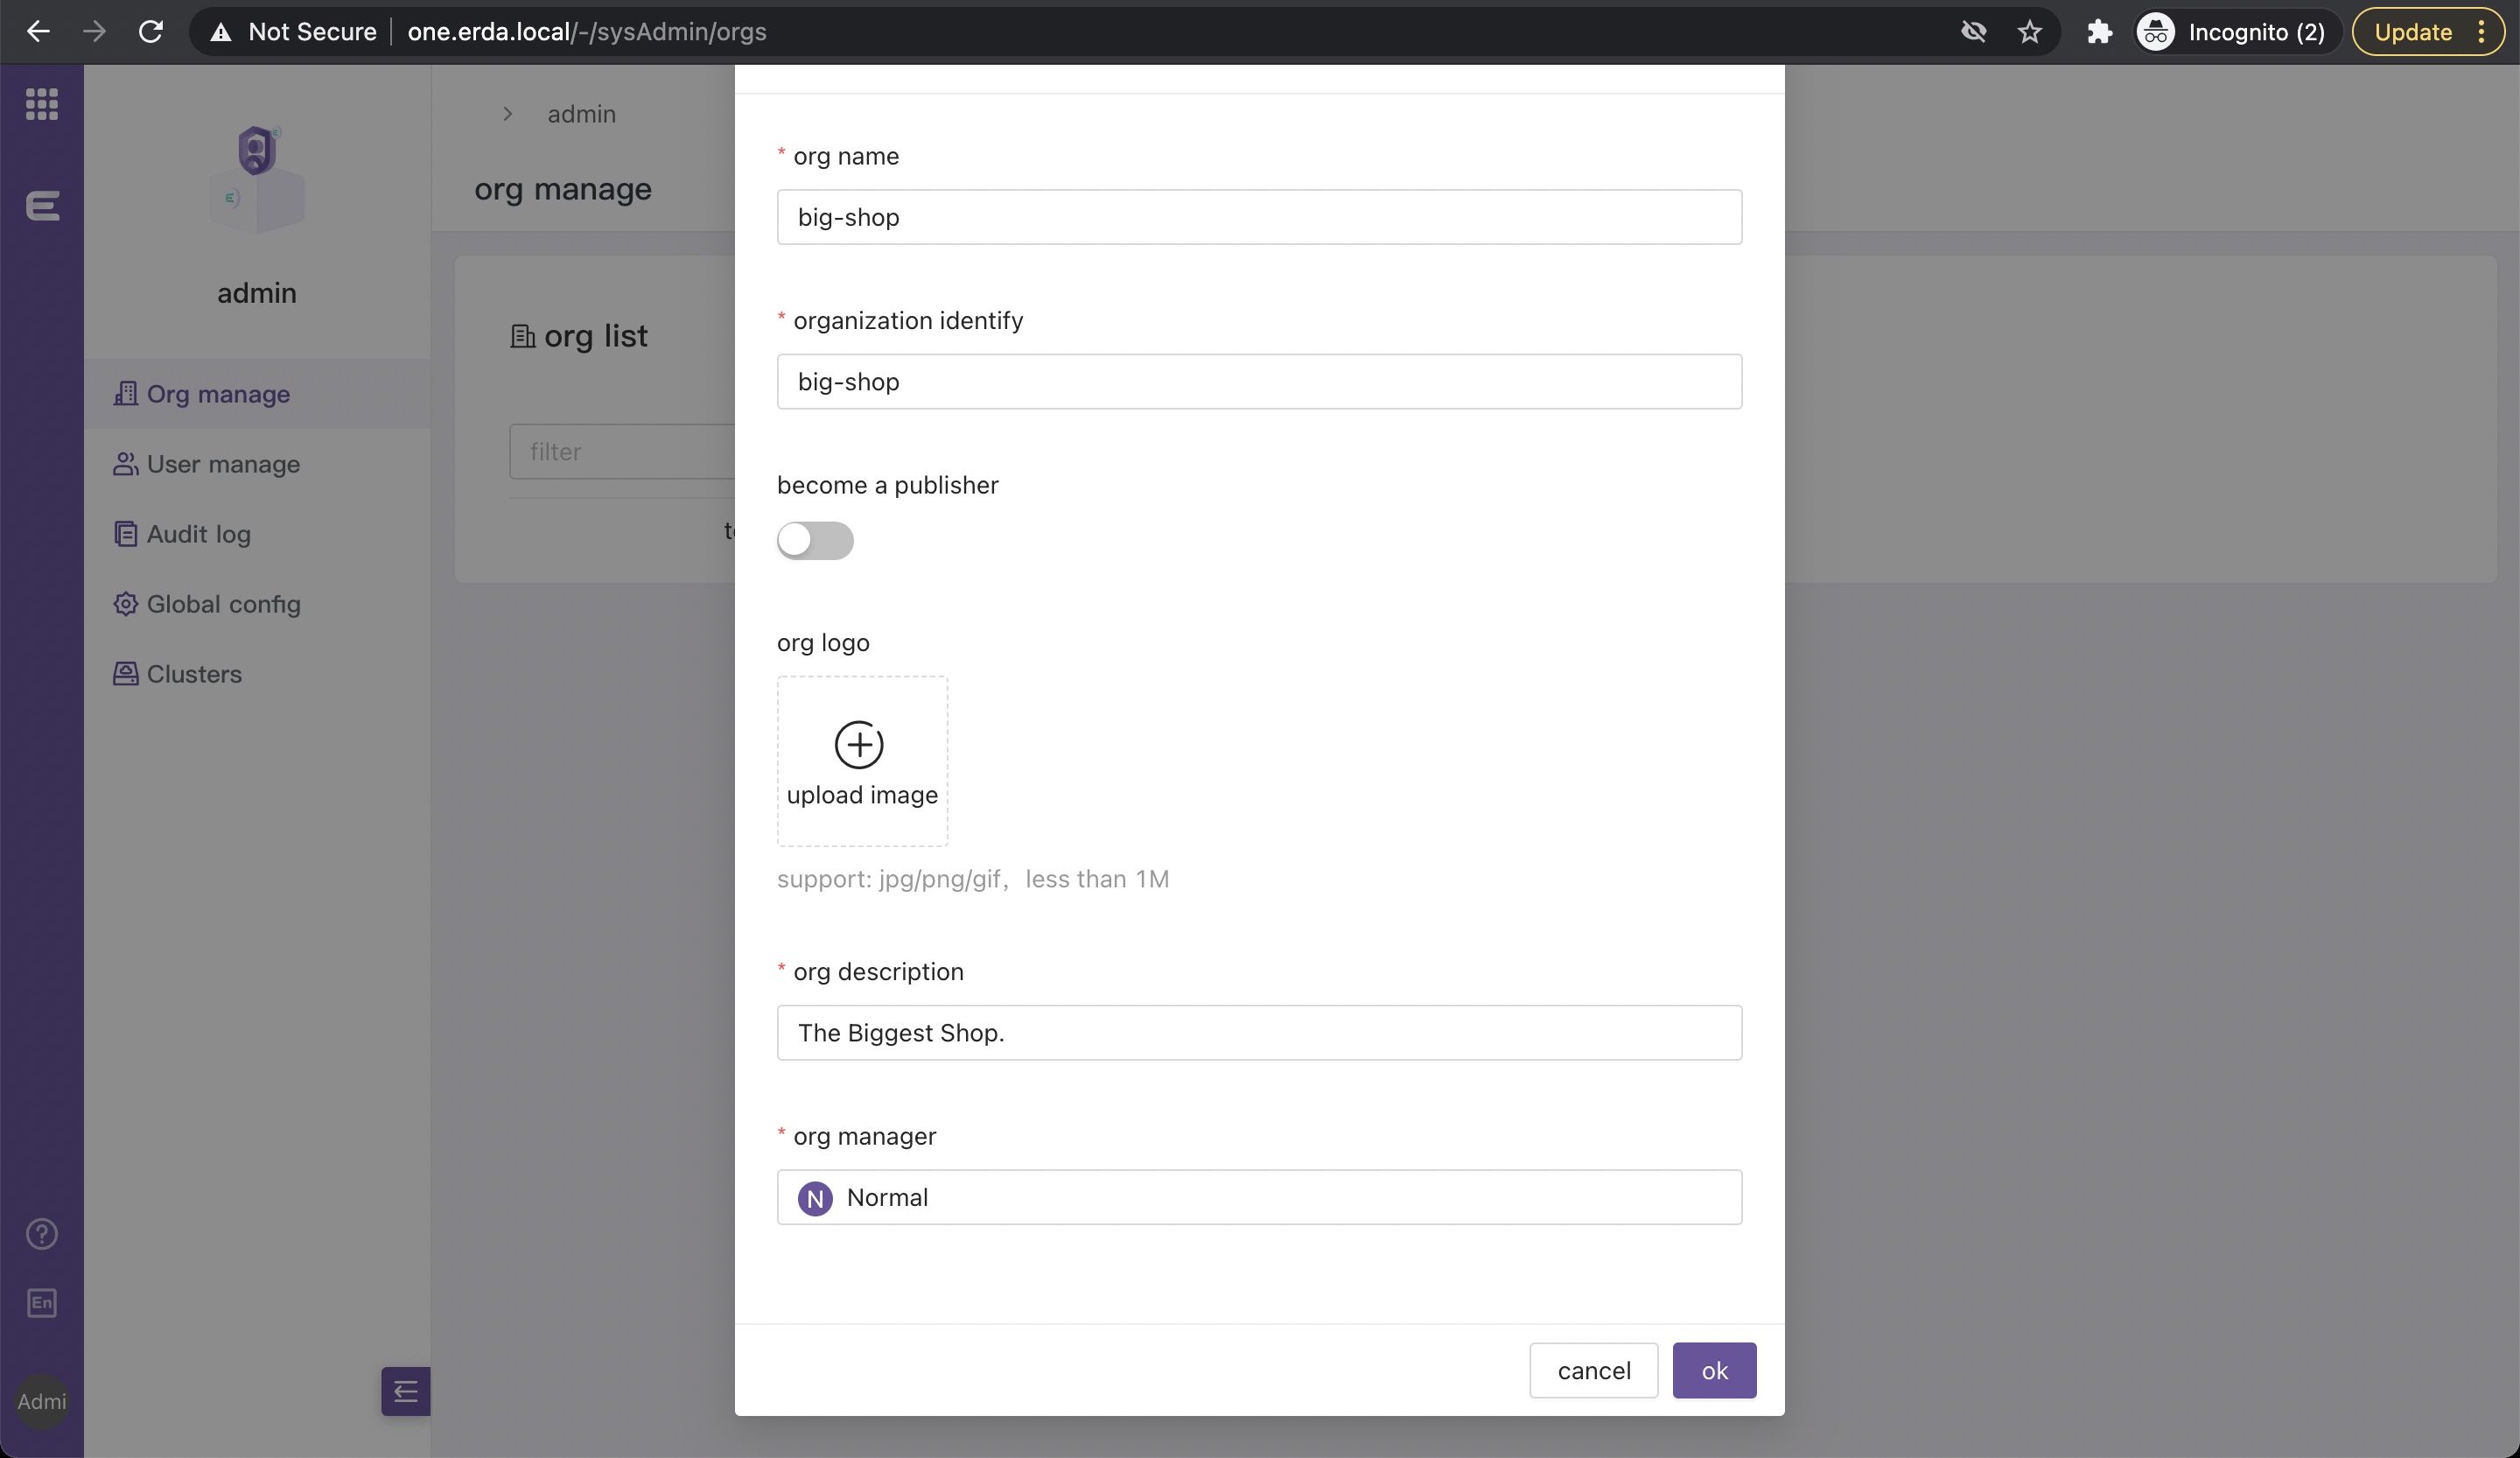 Not Secure one.erda.local/-/sysAdmin/orgs Incognito (2) Update
admin
org manage
admin
Org manage
User manage
Audit log
Global config
Clusters
En
Admi
org list
filter
* org name
big-shop
* organization identify
big-shop
become a publisher
org logo
upload image
support: jpg/png/gif，less than 1M
* org description
The Biggest Shop.
* org manager
N Normal
cancel
ok